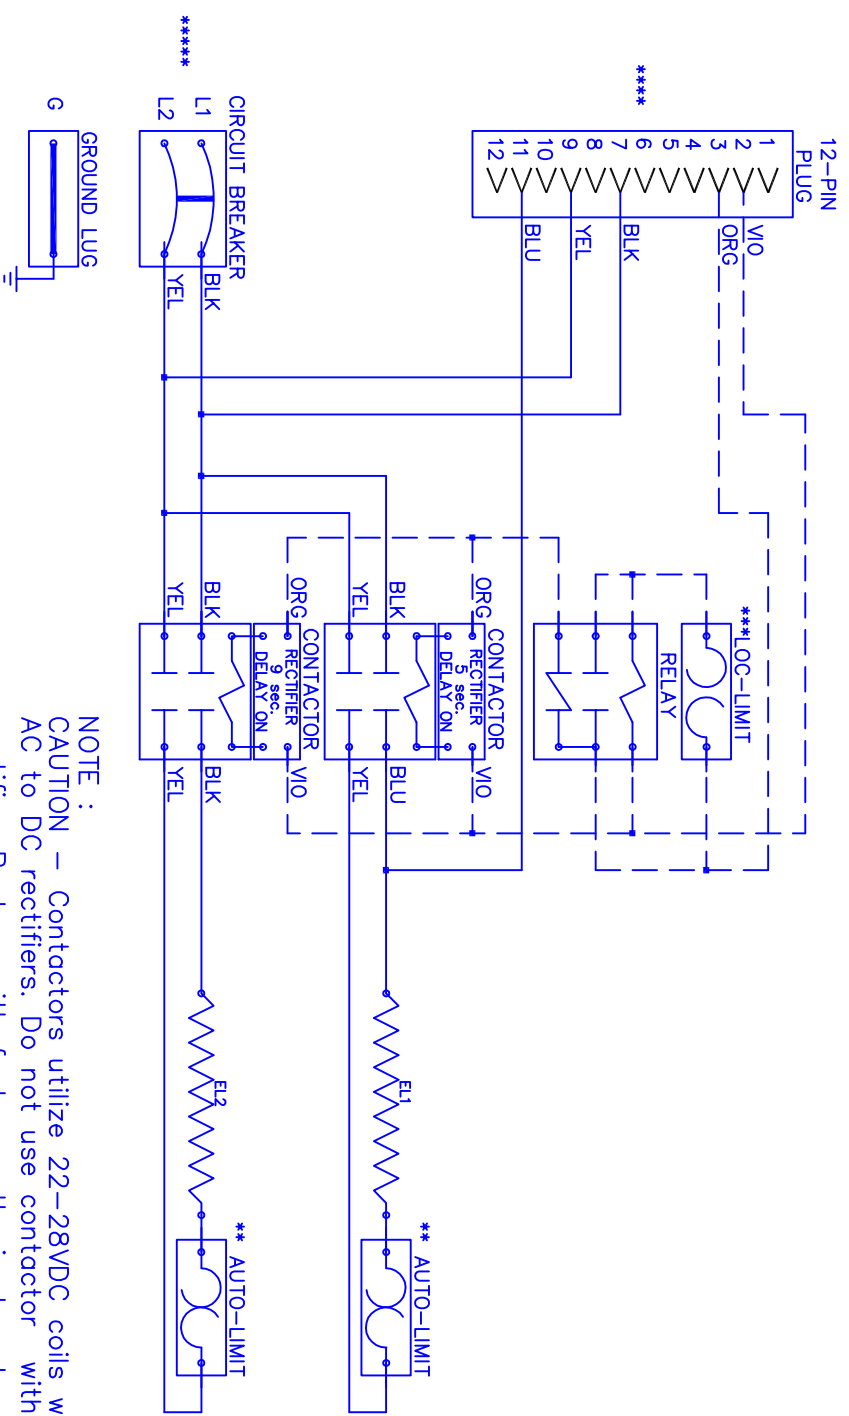 12-PIN
PLUG
****
1
2
3
4
5
6
7
8
9
10
11
12
VIO
ORG
BLK
YEL
BLU
*****
CIRCUIT BREAKER
L1
L2
BLK
YEL
GROUND LUG
G
***LOC-LIMIT
RELAY
CONTACTOR
ORG
RECTIFIER
5 sec.
DELAY ON
VIO
BLK
YEL
BLU
YEL
CONTACTOR
ORG
RECTIFIER
9 sec.
DELAY ON
VIO
BLK
YEL
BLK
YEL
EL1
** AUTO-LIMIT
EL2
** AUTO-LIMIT
NOTE :
CAUTION - Contactors utilize 22-28VDC coils w
AC to DC rectifiers. Do not use contactor with